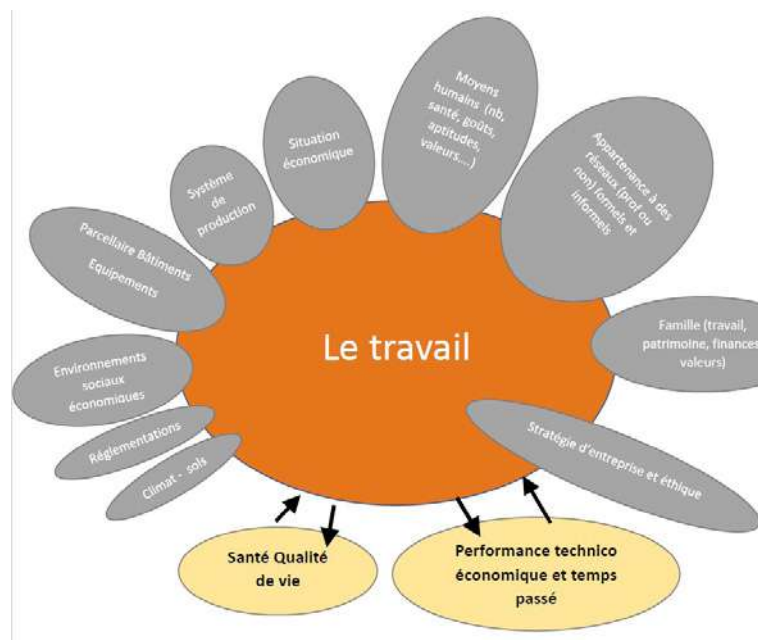 Moyens
humains (nb,
santé, goûts,
aptitudes,
valeurs....)
Situation
économique
Appartenance à des
réseaux (prof ou
non) formels et
informels
Système
de
production
Parcellaire Bâtiments
Equipements
Le travail
Famille (travail,
patrimoine, finances
valeurs)
Environnements
sociaux
économiques
Réglementations
Climat - sols
Stratégie d'entreprise et éthique
Santé Qualité
de vie
Performance technico
économique et temps
passé